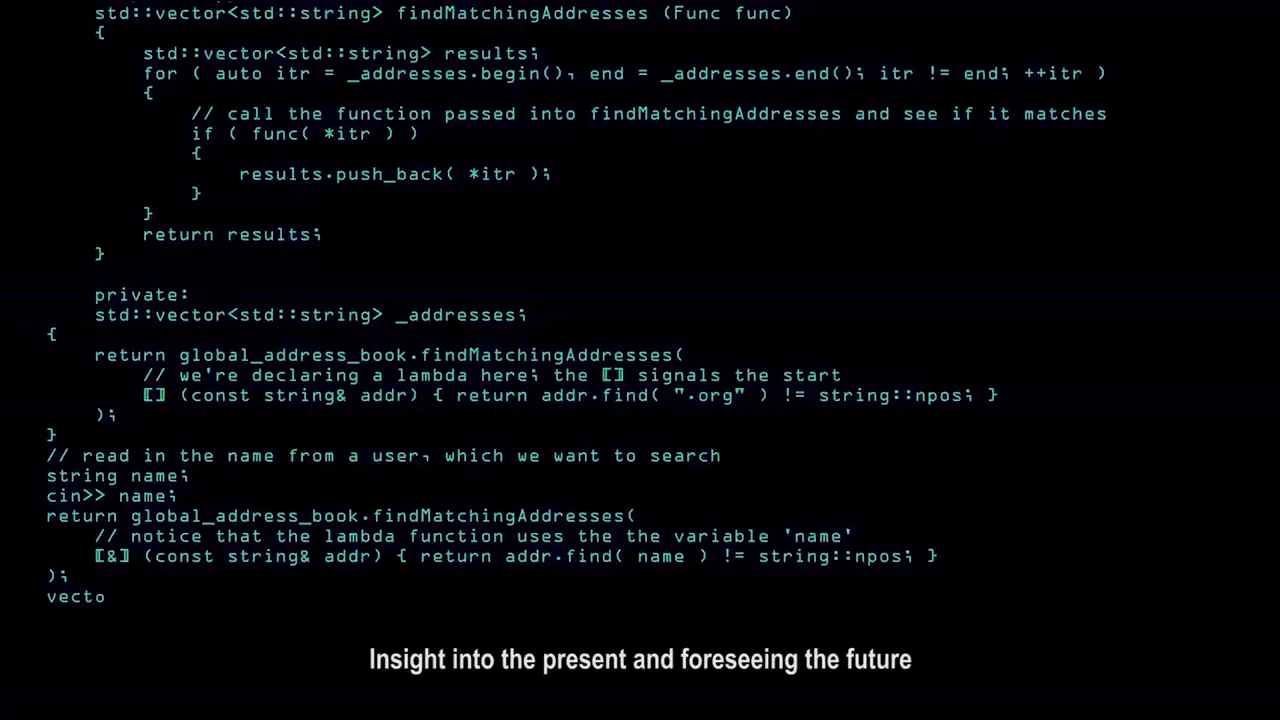 std::vector<std::string> findMatchingAddresses (Func func)
{
std::vector<std::string> results;
for ( auto itr = _addresses.begin(), end = _addresses.end(); itr != end; ++itr )
{
// call the function passed into findMatchingAddresses and see if it matches
if ( func( *itr ) )
{
results.push_back( *itr );
}
}
return results;
}
private:
std::vector<std::string> _addresses;
{
return global_address_book.findMatchingAddresses(
// we're declaring a lambda here; the [] signals the start
[] (const string& addr) { return addr.find( ".org" ) != string::npos; }
);
}
// read in the name from a user, which we want to search
string name;
cin>> name;
return global_address_book.findMatchingAddresses(
// notice that the lambda function uses the the variable 'name'
[&] (const string& addr) { return addr.find( name ) != string::npos; }
);
vecto
Insight into the present and foreseeing the future